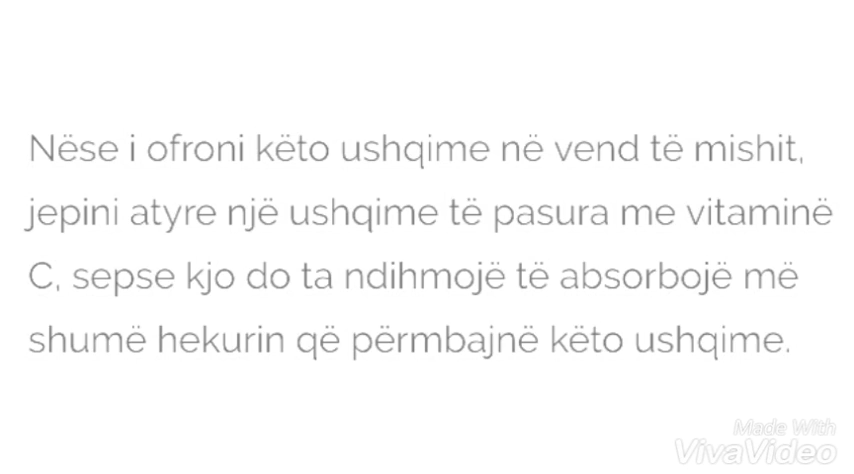 Nëse i ofroni këto ushqime në vend të mishit,
jepini atyre një ushqime të pasura me vitaminë
C, sepse kjo do ta ndihmojë të absorbojë më
shumë hekurin që përmbajnë këto ushqime.
Made With
VivaVideo